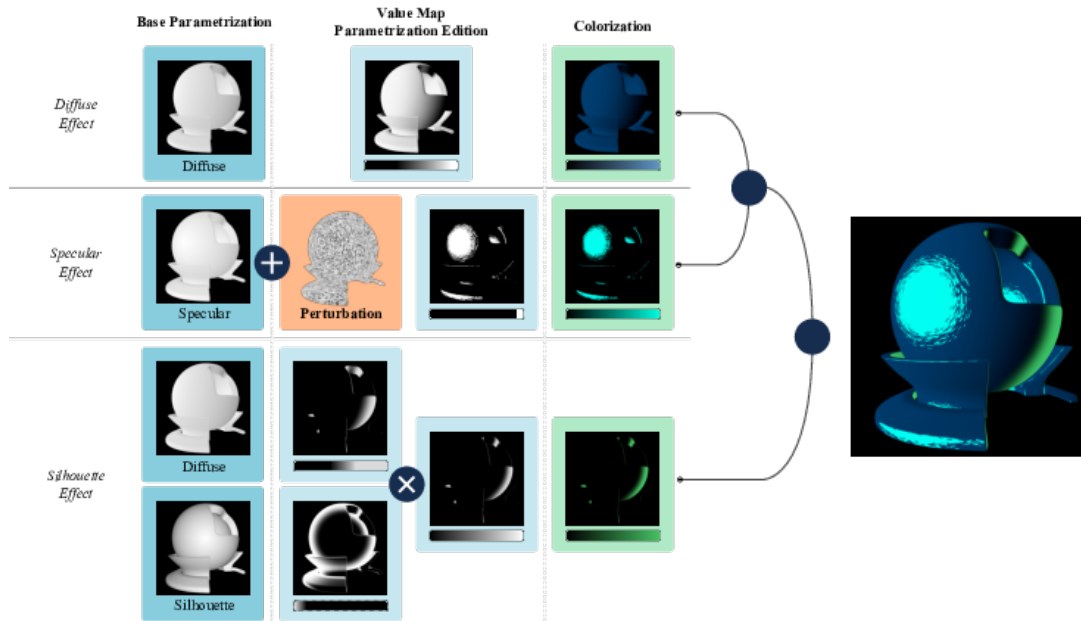 Base Parametrization
Value Map
Parametrization Edition
Colorization
Diffuse
Effect
Diffuse
Specular
Effect
Specular
Perturbation
Silhouette
Effect
Diffuse
Silhouette